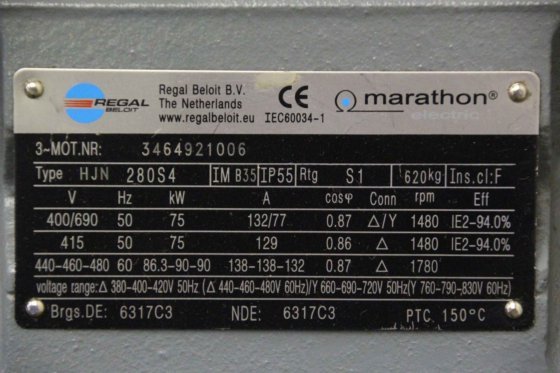 REGAL
BELOIT
Regal Beloit B.V.
The Netherlands
www.regalbeloit.eu IEC60034-1
CE
marathon®
electric
3~MOT.NR: 3464921006
Type HJN 280S4 IM B35 IP55 Rtg S1 620kg Ins.cl:F
V Hz kW A cosφ Conn rpm Eff
400/690 50 75 132/77 0.87 Δ/Y 1480 IE2-94.0%
415 50 75 129 0.86 Δ 1480 IE2-94.0%
440-460-480 60 86.3-90-90 138-138-132 0.87 Δ 1780
voltage range:Δ 380-400-420V 50Hz (Δ 440-460-480V 60Hz)/Y 660-690-720V 50Hz(Y 760-790-830V 60Hz)
Brgs.DE: 6317C3 NDE: 6317C3 PTC. 150°C